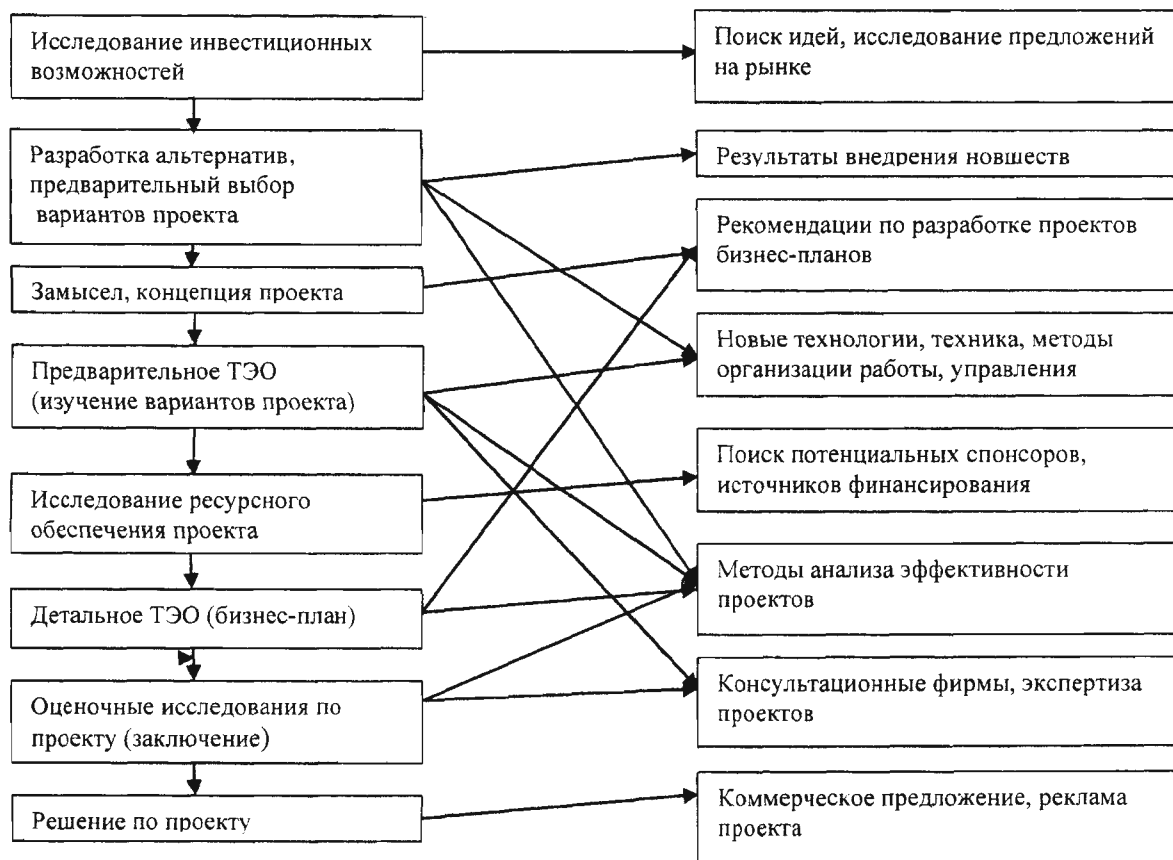 Исследование инвестиционных
возможностей
Разработка альтернатив,
предварительный выбор
вариантов проекта
Замысел, концепция проекта
Предварительное ТЭО
(изучение вариантов проекта)
Исследование ресурсного
обеспечения проекта
Детальное ТЭО (бизнес-план)
Оценочные исследования по
проекту (заключение)
Решение по проекту
Поиск идей, исследование предложений
на рынке
Результаты внедрения новшеств
Рекомендации по разработке проектов
бизнес-планов
Новые технологии, техника, методы
организации работы, управления
Поиск потенциальных спонсоров,
источников финансирования
Методы анализа эффективности
проектов
Консультационные фирмы, экспертиза
проектов
Коммерческое предложение, реклама
проекта